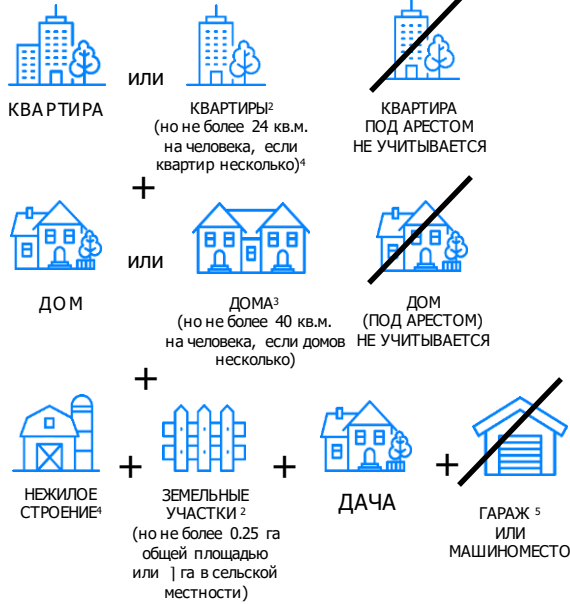 или
КВАРТИРА
КВАРТИРЫ²
(но не более 24 кв.м.
на человека, если
квартир несколько)⁴
КВАРТИРА
ПОД АРЕСТОМ
НЕ УЧИТЫВАЕТСЯ
+
или
ДОМ
ДОМА³
(но не более 40 кв.м.
на человека, если домов
несколько)
ДОМ
(ПОД АРЕСТОМ)
НЕ УЧИТЫВАЕТСЯ
+
+
+
+
НЕЖИЛОЕ
СТРОЕНИЕ⁴
ЗЕМЕЛЬНЫЕ
УЧАСТКИ ²
(но не более 0.25 га
общей площадью
или 1 га в сельской
местности)
ДАЧА
ГАРАЖ ⁵
ИЛИ
МАШИНОМЕСТО